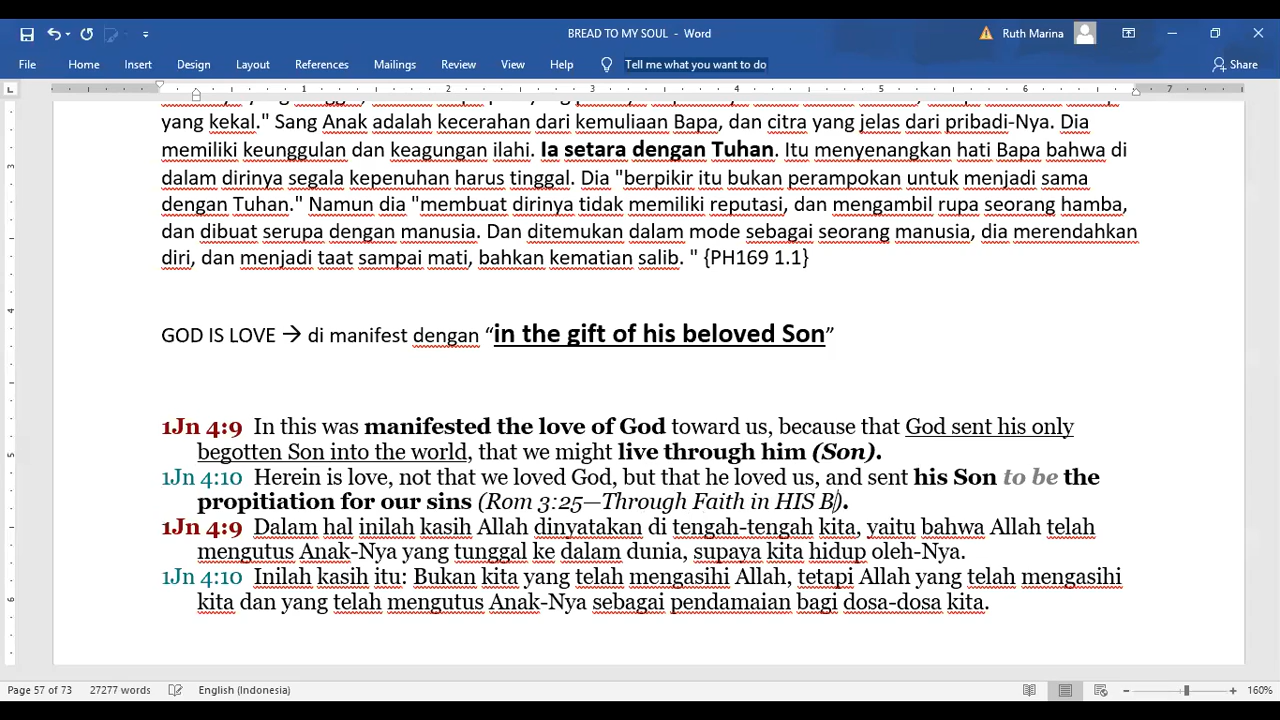 BREAD TO MY SOUL - Word
Ruth Marina
File Home Insert Design Layout References Mailings Review View Help Tell me what you want to do Share
1 2 3 4 5 6 7
yang kekal." Sang Anak adalah kecerahan dari kemuliaan Bapa, dan citra yang jelas dari pribadi-Nya. Dia
memiliki keunggulan dan keagungan ilahi. Ia setara dengan Tuhan. Itu menyenangkan hati Bapa bahwa di
dalam dirinya segala kepenuhan harus tinggal. Dia "berpikir itu bukan perampokan untuk menjadi sama
dengan Tuhan." Namun dia "membuat dirinya tidak memiliki reputasi, dan mengambil rupa seorang hamba,
dan dibuat serupa dengan manusia. Dan ditemukan dalam mode sebagai seorang manusia, dia merendahkan
diri, dan menjadi taat sampai mati, bahkan kematian salib. " {PH169 1.1}
GOD IS LOVE → di manifest dengan “in the gift of his beloved Son”
1Jn 4:9 In this was manifested the love of God toward us, because that God sent his only
begotten Son into the world, that we might live through him (Son).
1Jn 4:10 Herein is love, not that we loved God, but that he loved us, and sent his Son to be the
propitiation for our sins (Rom 3:25—Through Faith in HIS B).
1Jn 4:9 Dalam hal inilah kasih Allah dinyatakan di tengah-tengah kita, yaitu bahwa Allah telah
mengutus Anak-Nya yang tunggal ke dalam dunia, supaya kita hidup oleh-Nya.
1Jn 4:10 Inilah kasih itu: Bukan kita yang telah mengasihi Allah, tetapi Allah yang telah mengasihi
kita dan yang telah mengutus Anak-Nya sebagai pendamaian bagi dosa-dosa kita.
3
4
5
6
Page 57 of 73 27277 words English (Indonesia) 160%